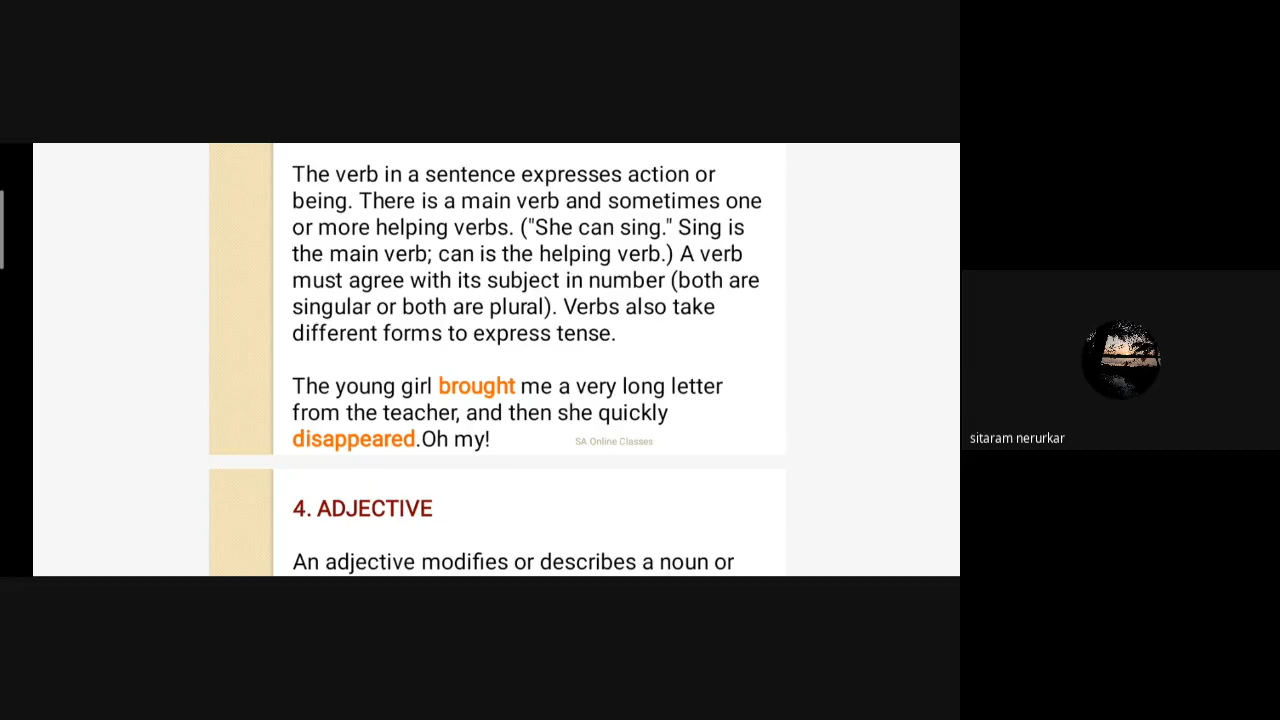 The verb in a sentence expresses action or
being. There is a main verb and sometimes one
or more helping verbs. ("She can sing." Sing is
the main verb; can is the helping verb.) A verb
must agree with its subject in number (both are
singular or both are plural). Verbs also take
different forms to express tense.
The young girl brought me a very long letter
from the teacher, and then she quickly
disappeared.Oh my!
SA Online Classes
4. ADJECTIVE
An adjective modifies or describes a noun or
sitaram nerurkar